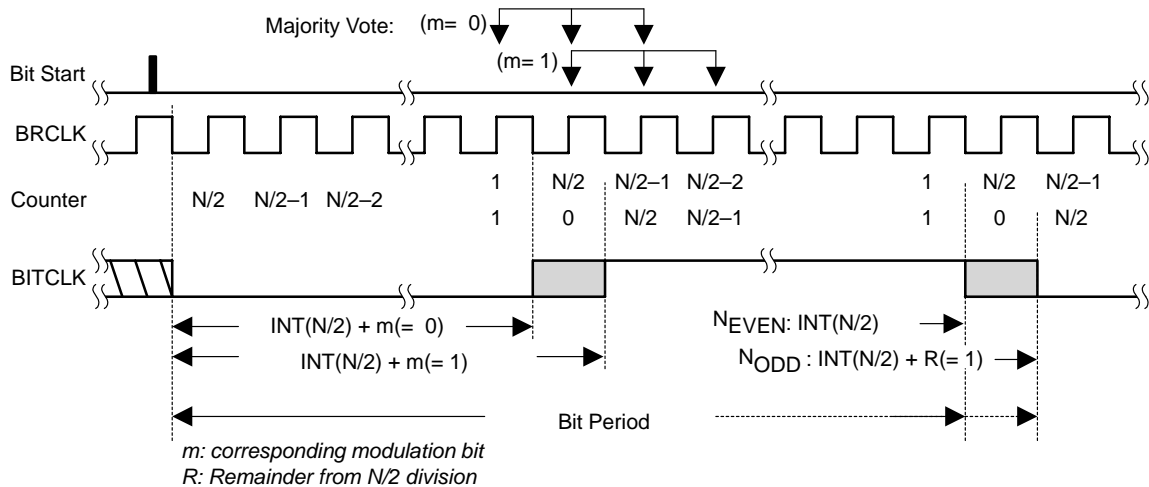 Majority Vote: (m= 0)
(m= 1)
Bit Start
BRCLK
Counter
N/2 N/2–1 N/2–2 1 N/2 N/2–1 N/2–2 1 N/2 N/2–1
1 0 N/2 N/2–1 1 0 N/2
BITCLK
INT(N/2) + m(= 0)
NEVEN: INT(N/2)
INT(N/2) + m(= 1)
NODD : INT(N/2) + R(= 1)
Bit Period
m: corresponding modulation bit
R: Remainder from N/2 division